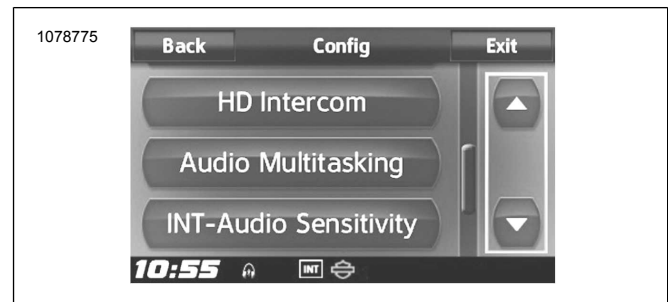 1078775
Back Config Exit
HD Intercom
Audio Multitasking
INT-Audio Sensitivity
10:55 INT